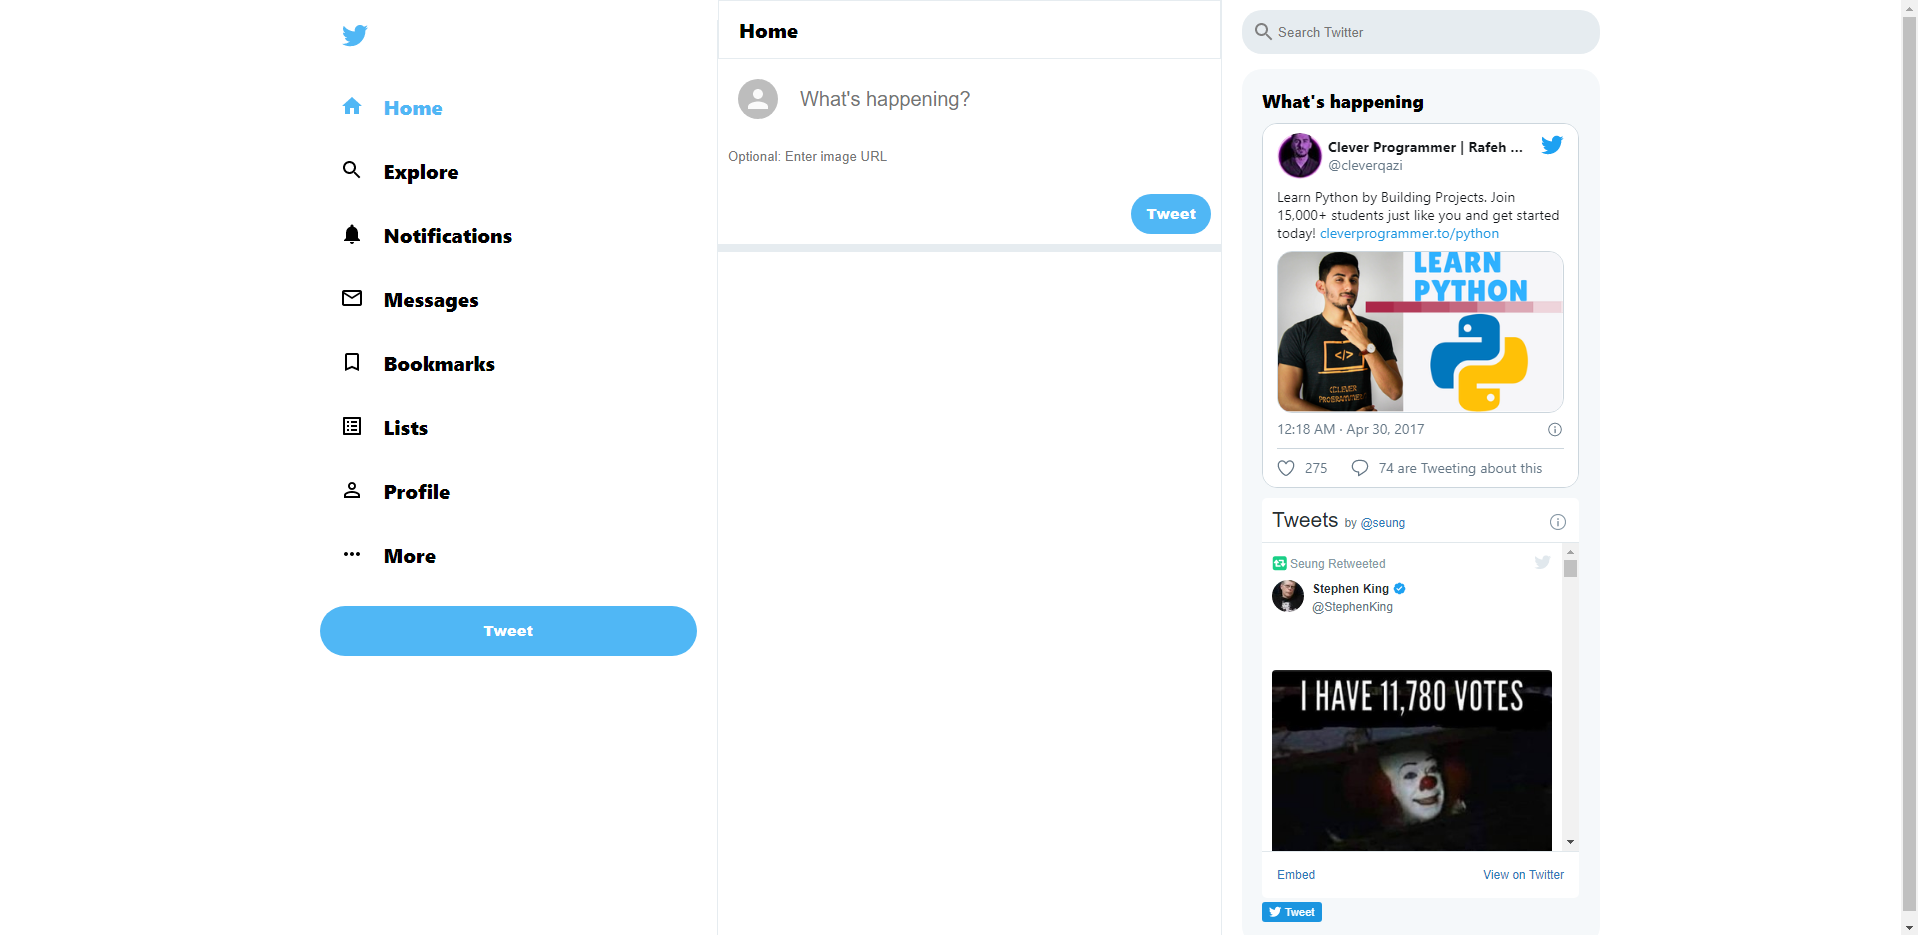 Home
Explore
Notifications
Messages
Bookmarks
Lists
Profile
More
Tweet
Home
What's happening?
Optional: Enter image URL
Tweet
Search Twitter
What's happening
Clever Programmer | Rafeh ...
@cleverqazi
Learn Python by Building Projects. Join
15,000+ students just like you and get started
today! cleverprogrammer.to/python
LEARN
PYTHON
</>
CLEVER
PROGRAMMER
12:18 AM · Apr 30, 2017
275 74 are Tweeting about this
Tweets by @seung
Seung Retweeted
Stephen King
@StephenKing
I HAVE 11,780 VOTES
Embed View on Twitter
Tweet